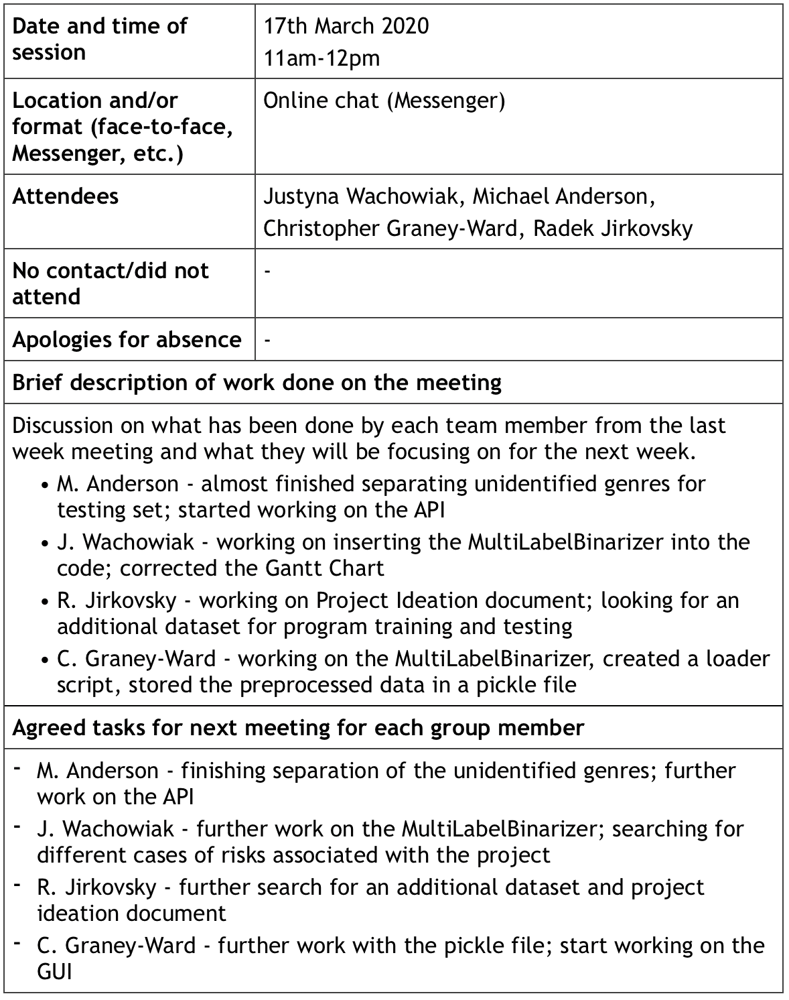 Date and time of
session
17th March 2020
11am-12pm
Location and/or
format (face-to-face,
Messenger, etc.)
Online chat (Messenger)
Attendees
Justyna Wachowiak, Michael Anderson,
Christopher Graney-Ward, Radek Jirkovsky
No contact/did not
attend
-
Apologies for absence
-
Brief description of work done on the meeting
Discussion on what has been done by each team member from the last
week meeting and what they will be focusing on for the next week.
• M. Anderson - almost finished separating unidentified genres for
testing set; started working on the API
• J. Wachowiak - working on inserting the MultiLabelBinarizer into the
code; corrected the Gantt Chart
• R. Jirkovsky - working on Project Ideation document; looking for an
additional dataset for program training and testing
• C. Graney-Ward - working on the MultiLabelBinarizer, created a loader
script, stored the preprocessed data in a pickle file
Agreed tasks for next meeting for each group member
- M. Anderson - finishing separation of the unidentified genres; further
work on the API
- J. Wachowiak - further work on the MultiLabelBinarizer; searching for
different cases of risks associated with the project
- R. Jirkovsky - further search for an additional dataset and project
ideation document
- C. Graney-Ward - further work with the pickle file; start working on the
GUI